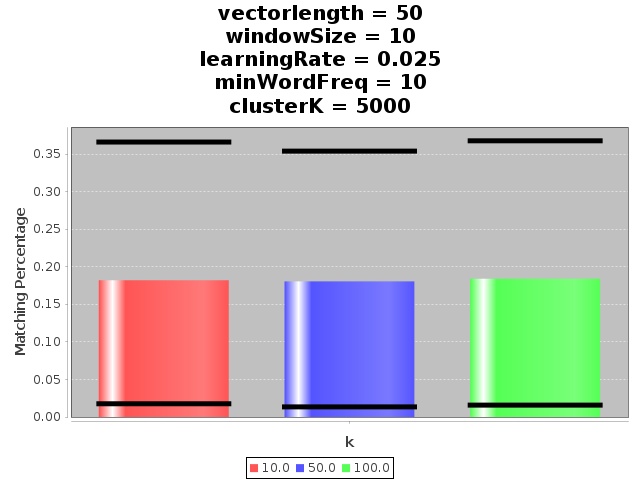 vectorlength = 50
windowSize = 10
learningRate = 0.025
minWordFreq = 10
clusterK = 5000
Matching Percentage
0.35
0.30
0.25
0.20
0.15
0.10
0.05
0.00
k
10.0 50.0 100.0